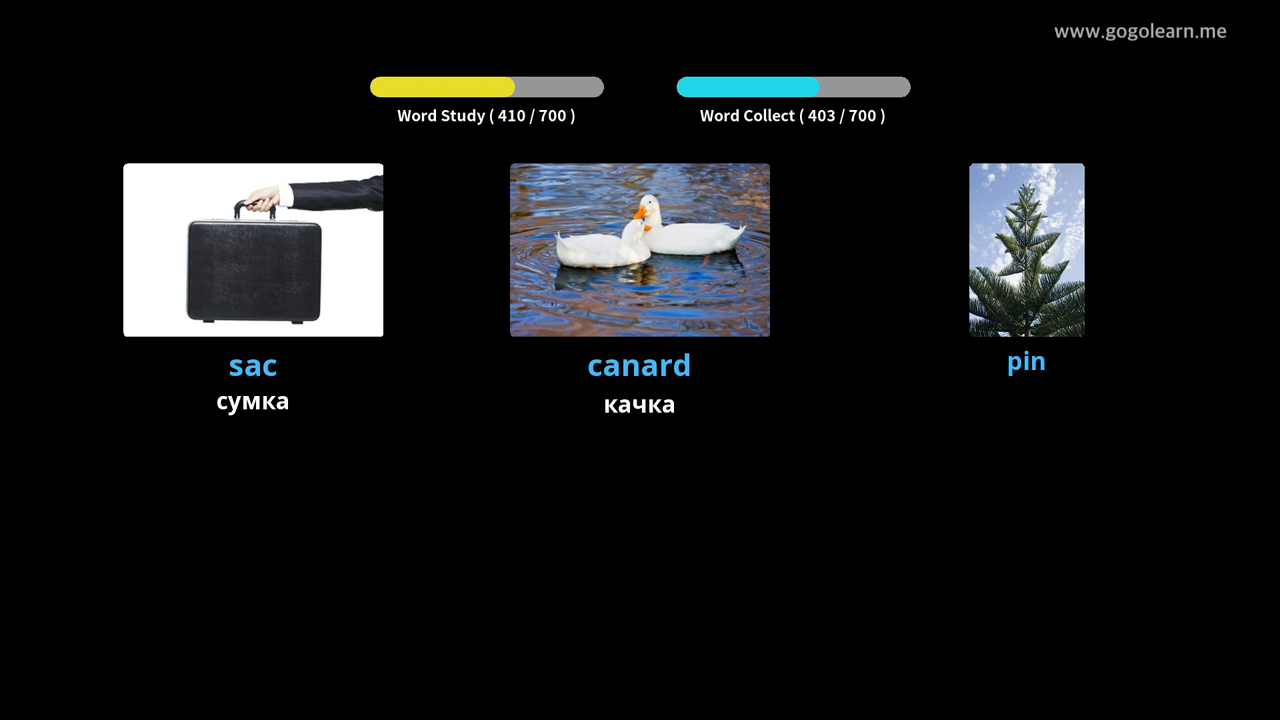 www.gogolearn.me
Word Study ( 410 / 700 )
Word Collect ( 403 / 700 )
sac
сумка
canard
качка
pin